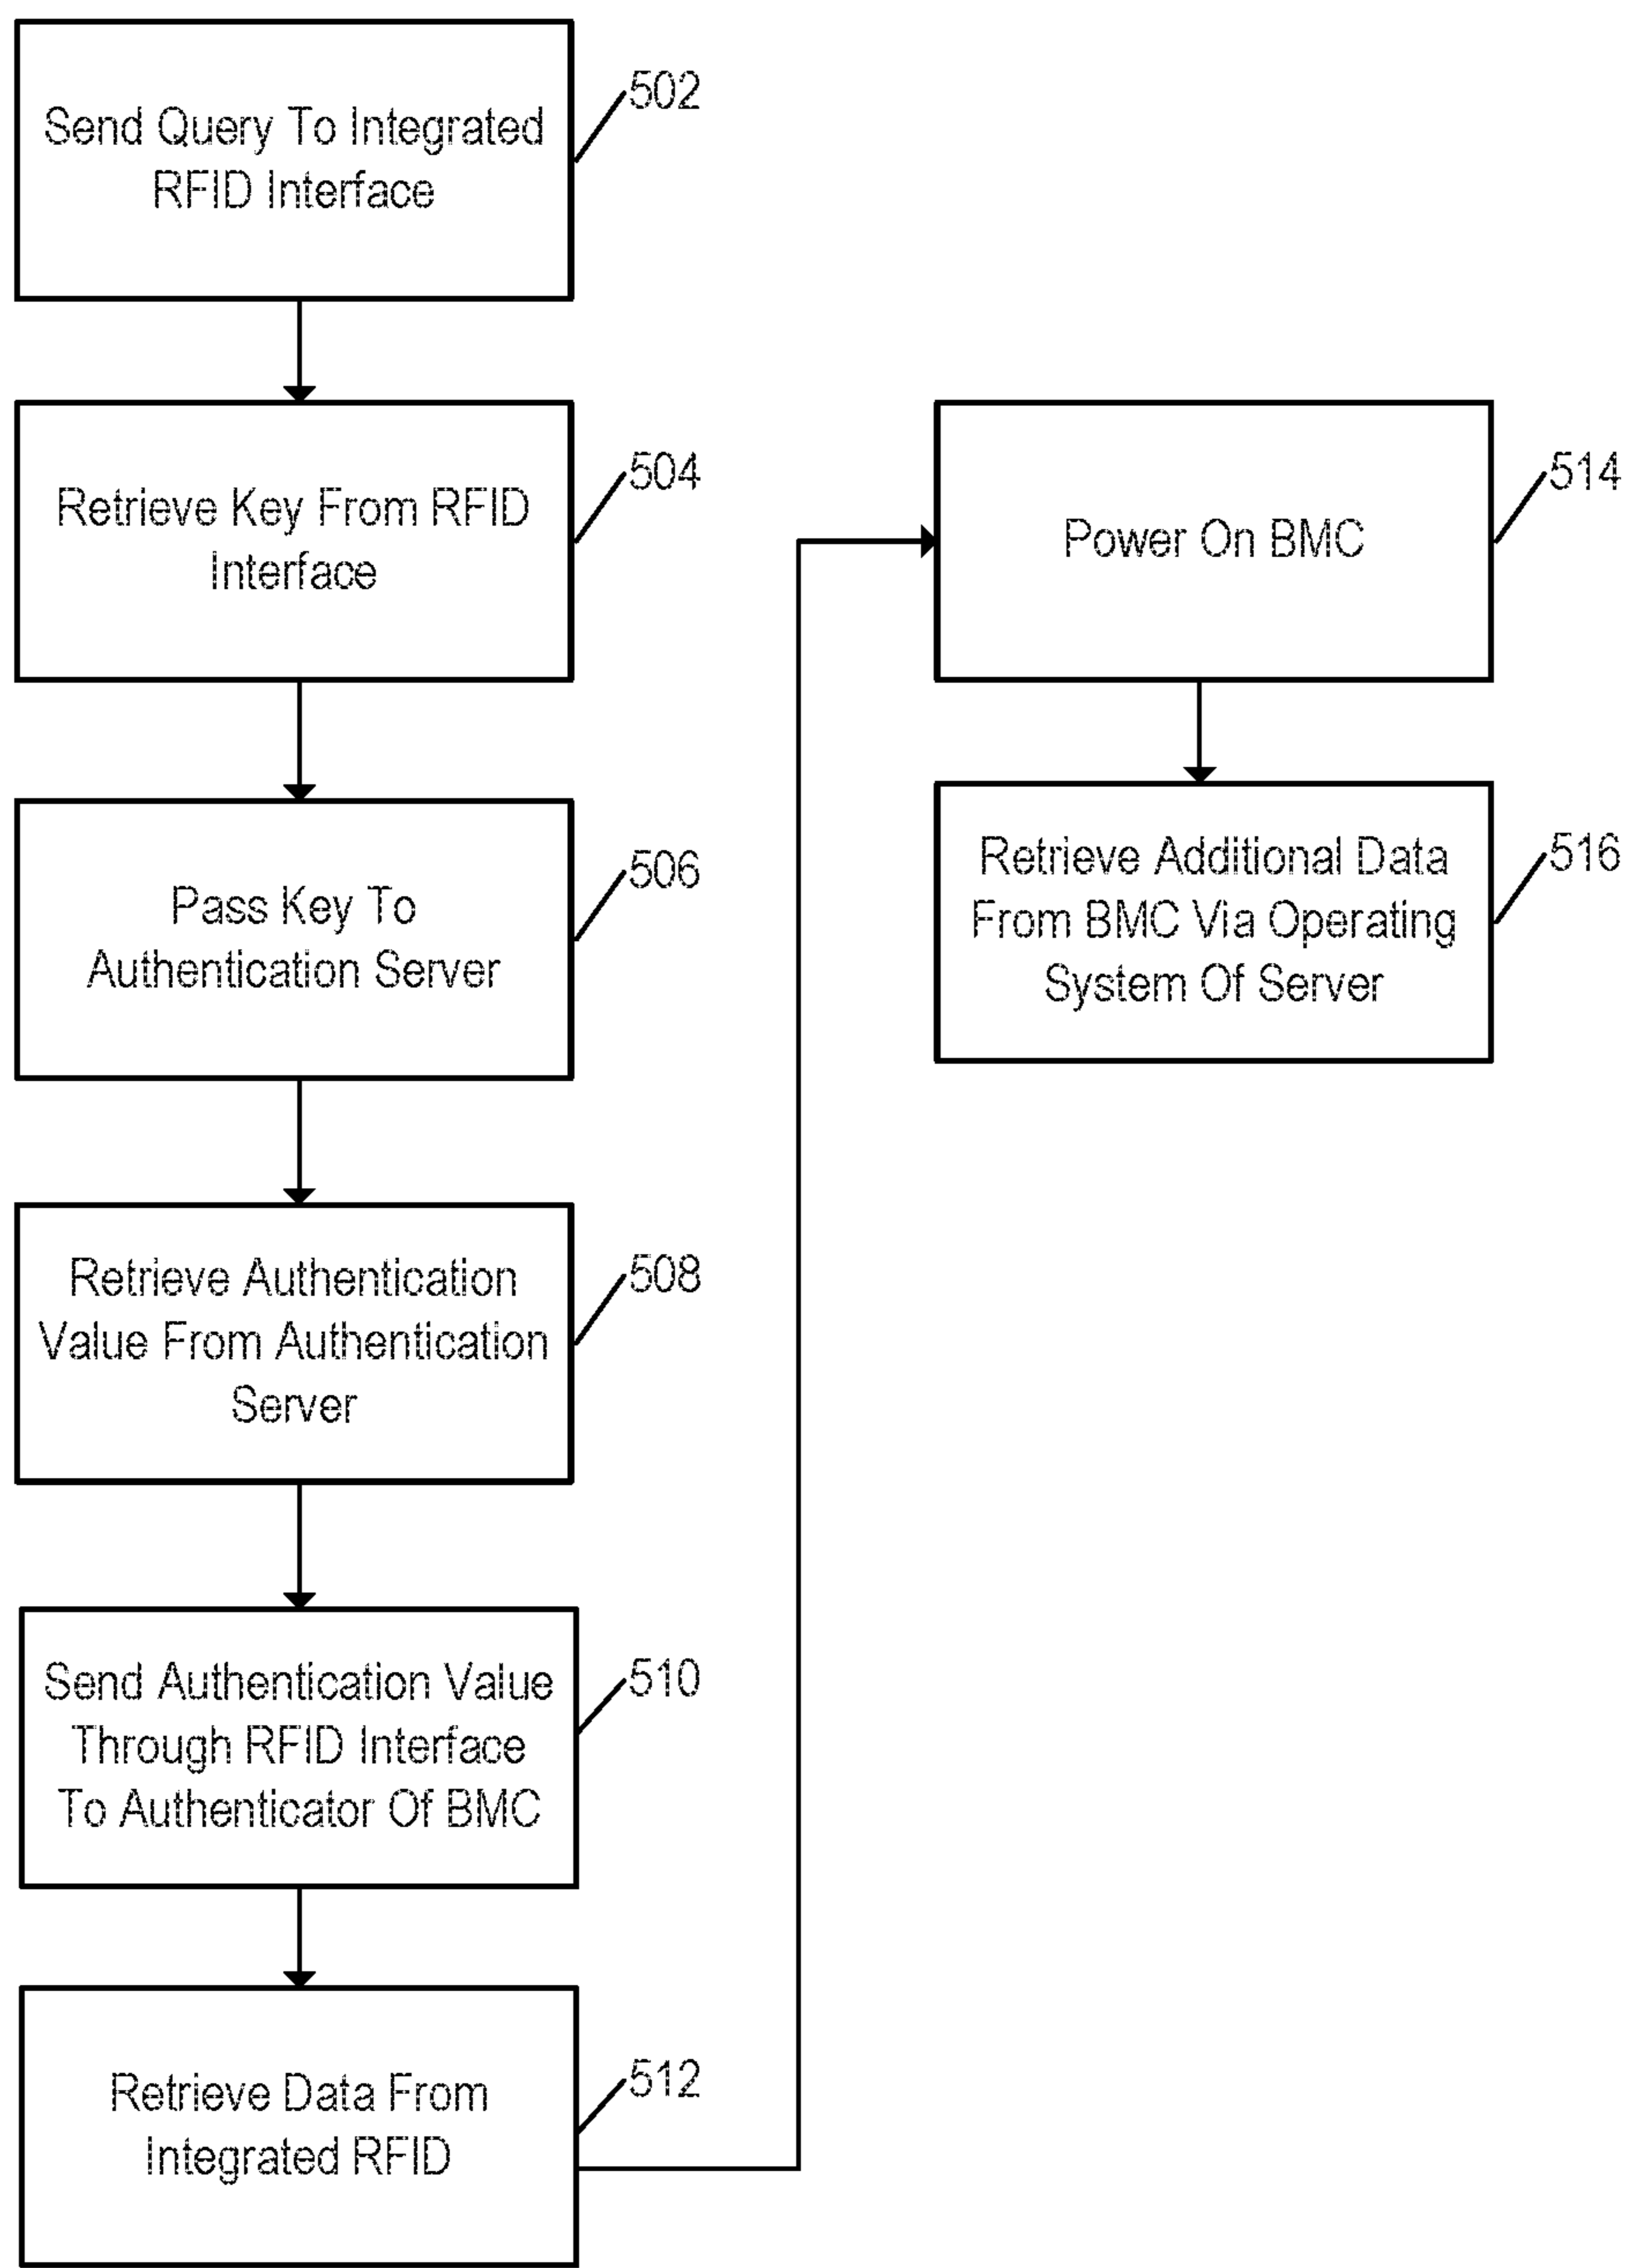 Send Query To Integrated
RFID Interface
502
Retrieve Key From RFID
Interface
504
Pass Key To
Authentication Server
506
Retrieve Authentication
Value From Authentication
Server
508
Send Authentication Value
Through RFID Interface
To Authenticator Of BMC
510
Retrieve Data From
Integrated RFID
512
Power On BMC
514
Retrieve Additional Data
From BMC Via Operating
System Of Server
516